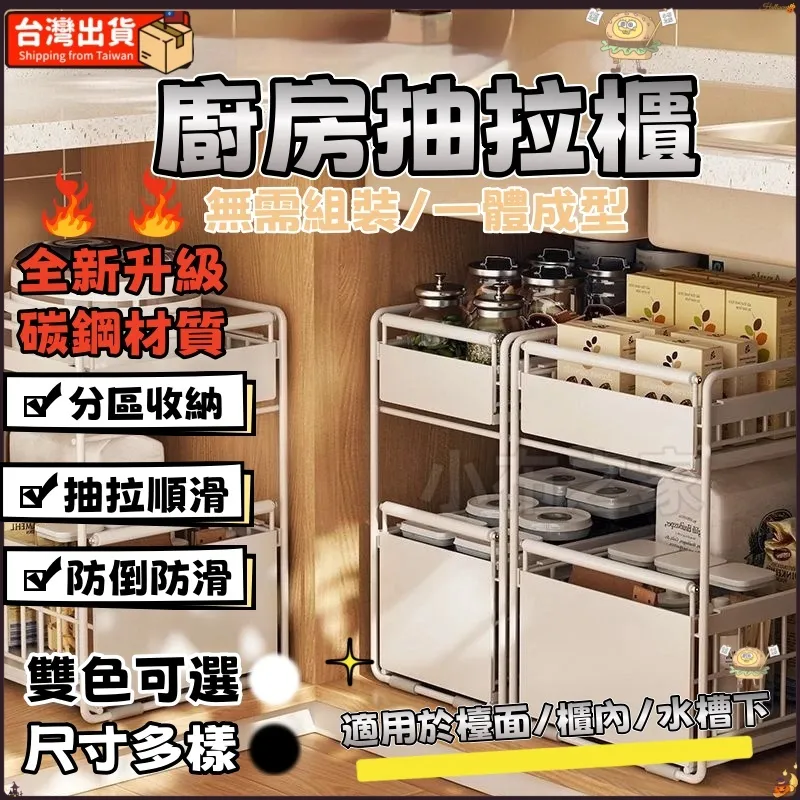 台灣出貨
Shipping from Taiwan
廚房抽拉櫃
無需組裝/一體成型
全新升級
碳鋼材質
分區收納
抽拉順滑
防倒防滑
雙色可選
尺寸多樣
適用於檯面/櫃內/水槽下